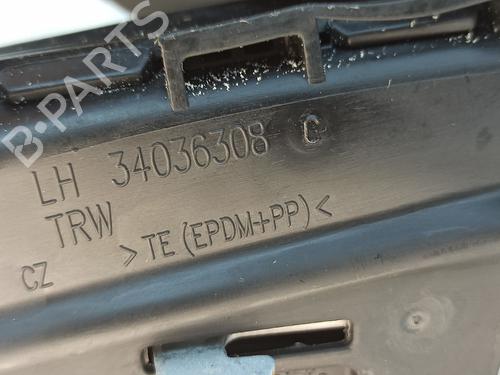 B-PARTS
LH 34036308 C
TRW
>TE (EPDM+PP)<
CZ